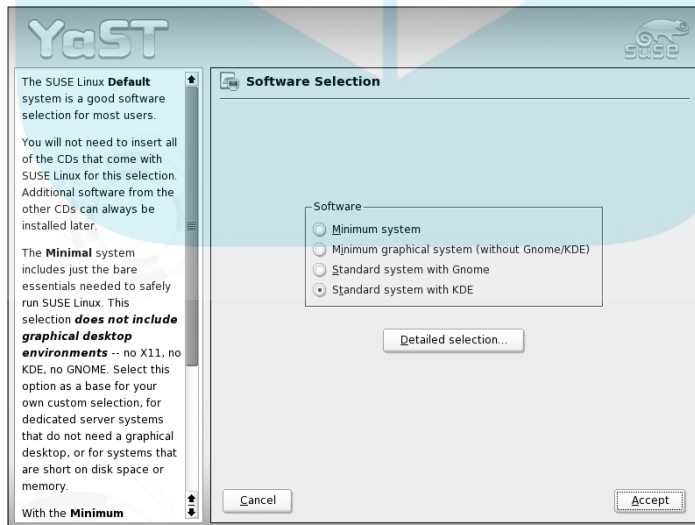 YaST
SUSE
The SUSE Linux Default
system is a good software
selection for most users.
You will not need to insert all
of the CDs that come with
SUSE Linux for this selection.
Additional software from the
other CDs can always be
installed later.
The Minimal system
includes just the bare
essentials needed to safely
run SUSE Linux. This
selection does not include
graphical desktop
environments -- no X11, no
KDE, no GNOME. Select this
option as a base for your
own custom selection, for
dedicated server systems
that do not need a graphical
desktop, or for systems that
are short on disk space or
memory.
With the Minimum
Software Selection
Software
Minimum system
Minimum graphical system (without Gnome/KDE)
Standard system with Gnome
Standard system with KDE
Detailed selection...
Cancel
Accept